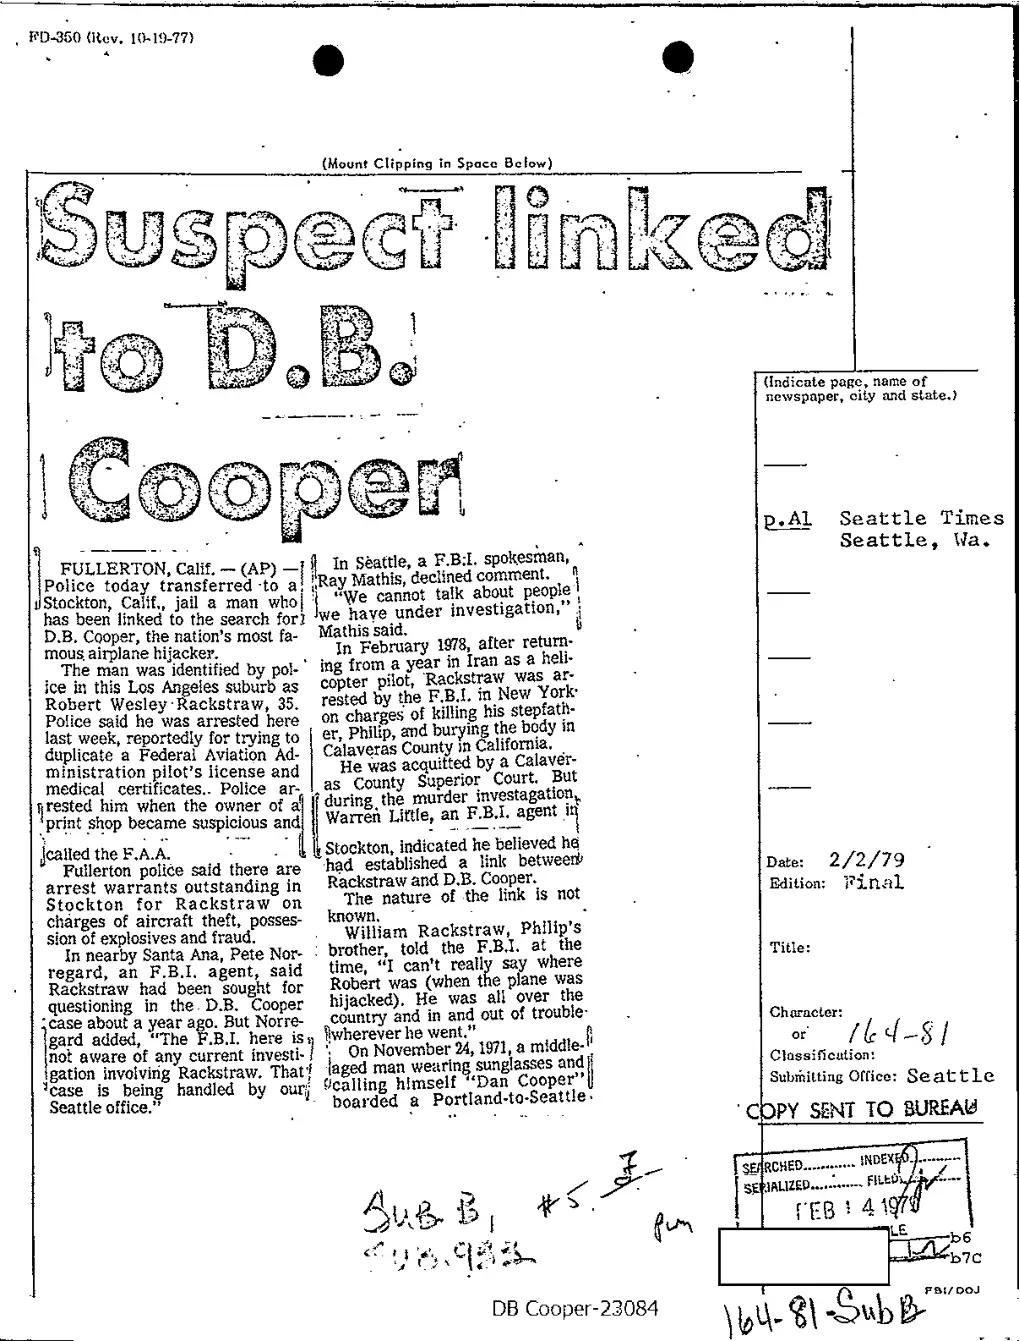 FD-350 (Rev. 10-19-77)
(Mount Clipping in Space Below)
Suspect linked
to D.B.
Cooper
FULLERTON, Calif. — (AP) —
Police today transferred to a
Stockton, Calif., jail a man who
has been linked to the search for
D.B. Cooper, the nation's most fa-
mous airplane hijacker.
The man was identified by pol-
ice in this Los Angeles suburb as
Robert Wesley Rackstraw, 35.
Police said he was arrested here
last week, reportedly for trying to
duplicate a Federal Aviation Ad-
ministration pilot's license and
medical certificates.. Police ar-
rested him when the owner of a
print shop became suspicious and
called the F.A.A.
Fullerton police said there are
arrest warrants outstanding in
Stockton for Rackstraw on
charges of aircraft theft, posses-
sion of explosives and fraud.
In nearby Santa Ana, Pete Nor-
regard, an F.B.I. agent, said
Rackstraw had been sought for
questioning in the D.B. Cooper
case about a year ago. But Norre-
gard added, "The F.B.I. here is
not aware of any current investi-
gation involving Rackstraw. That
case is being handled by our
Seattle office."
In Seattle, a F.B.I. spokesman,
Ray Mathis, declined comment.
"We cannot talk about people
we have under investigation,"
Mathis said.
In February 1978, after return-
ing from a year in Iran as a heli-
copter pilot, Rackstraw was ar-
rested by the F.B.I. in New York
on charges of killing his stepfath-
er, Philip, and burying the body in
Calaveras County in California.
He was acquitted by a Calaver-
as County Superior Court. But
during the murder investagation,
Warren Little, an F.B.I. agent in
Stockton, indicated he believed he
had established a link between
Rackstraw and D.B. Cooper.
The nature of the link is not
known.
William Rackstraw, Philip's
brother, told the F.B.I. at the
time, "I can't really say where
Robert was (when the plane was
hijacked). He was all over the
country and in and out of trouble
wherever he went."
On November 24, 1971, a middle-
aged man wearing sunglasses and
calling himself "Dan Cooper"
boarded a Portland-to-Seattle
(Indicate page, name of
newspaper, city and state.)
p.A1 Seattle Times
Seattle, Wa.
Date: 2/2/79
Edition: Final
Title:
Character:
or 164-81
Classification:
Submitting Office: Seattle
COPY SENT TO BUREAU
SEARCHED............ INDEXED............
SERIALIZED............ FILED............
FEB 14 1979
b6
b7C
FBI/DOJ
Sub B, #5
DB Cooper-23084
164-81-Sub B